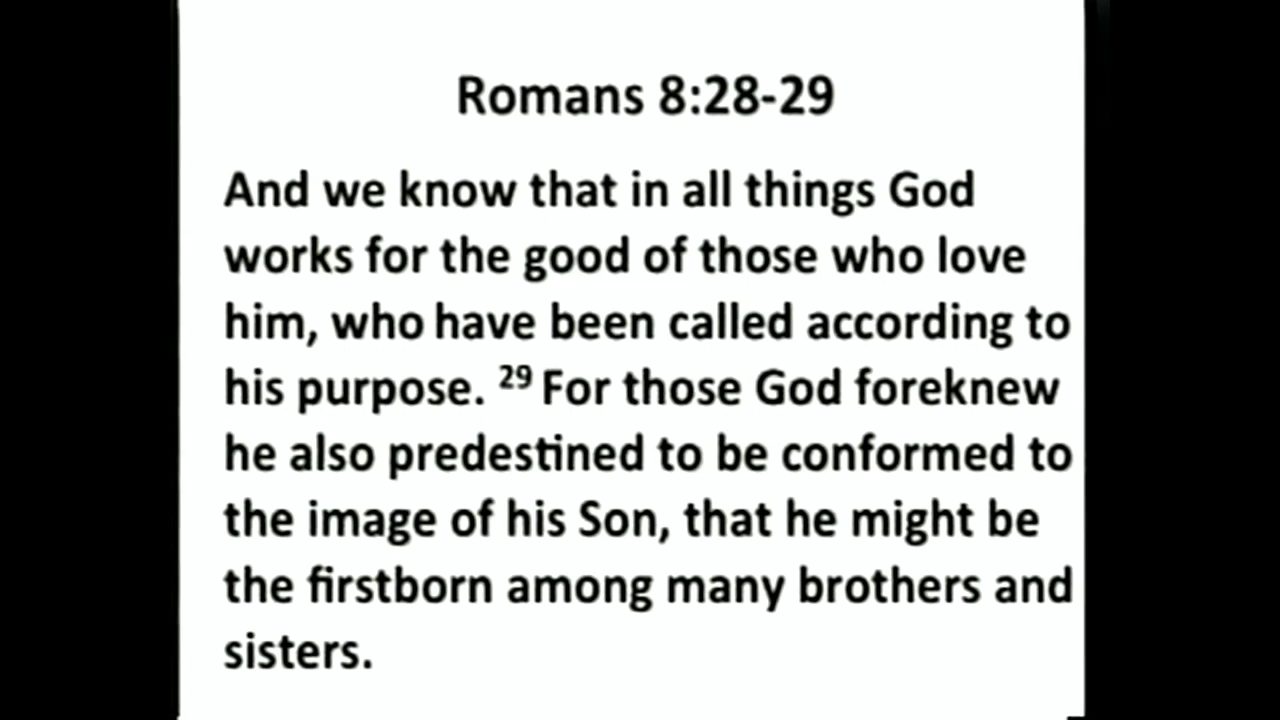 Romans 8:28-29
And we know that in all things God
works for the good of those who love
him, who have been called according to
his purpose. ²⁹ For those God foreknew
he also predestined to be conformed to
the image of his Son, that he might be
the firstborn among many brothers and
sisters.